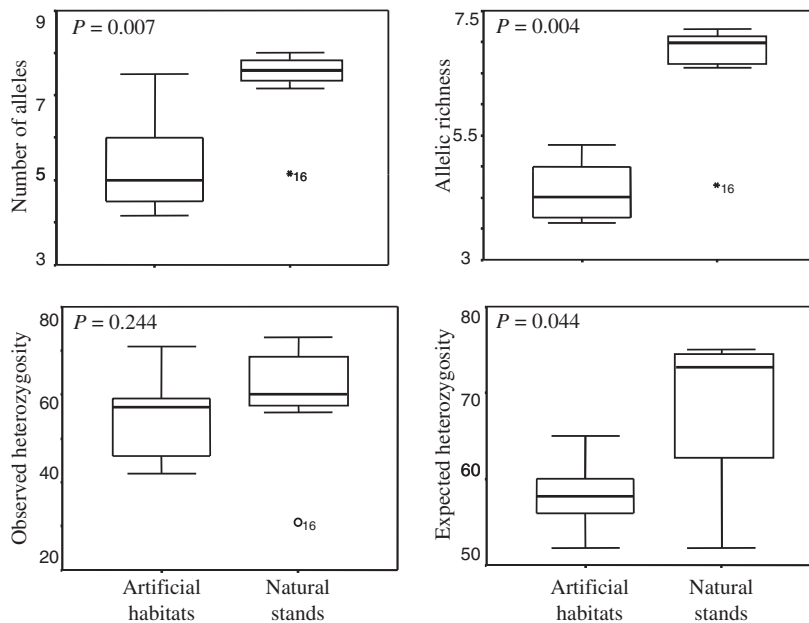 P = 0.007
Number of alleles
9
7
5
3
*16
P = 0.004
Allelic richness
7.5
5.5
3
*16
P = 0.244
Observed heterozygosity
80
60
40
20
16
Artificial habitats
Natural stands
P = 0.044
Expected heterozygosity
80
70
60
50
Artificial habitats
Natural stands